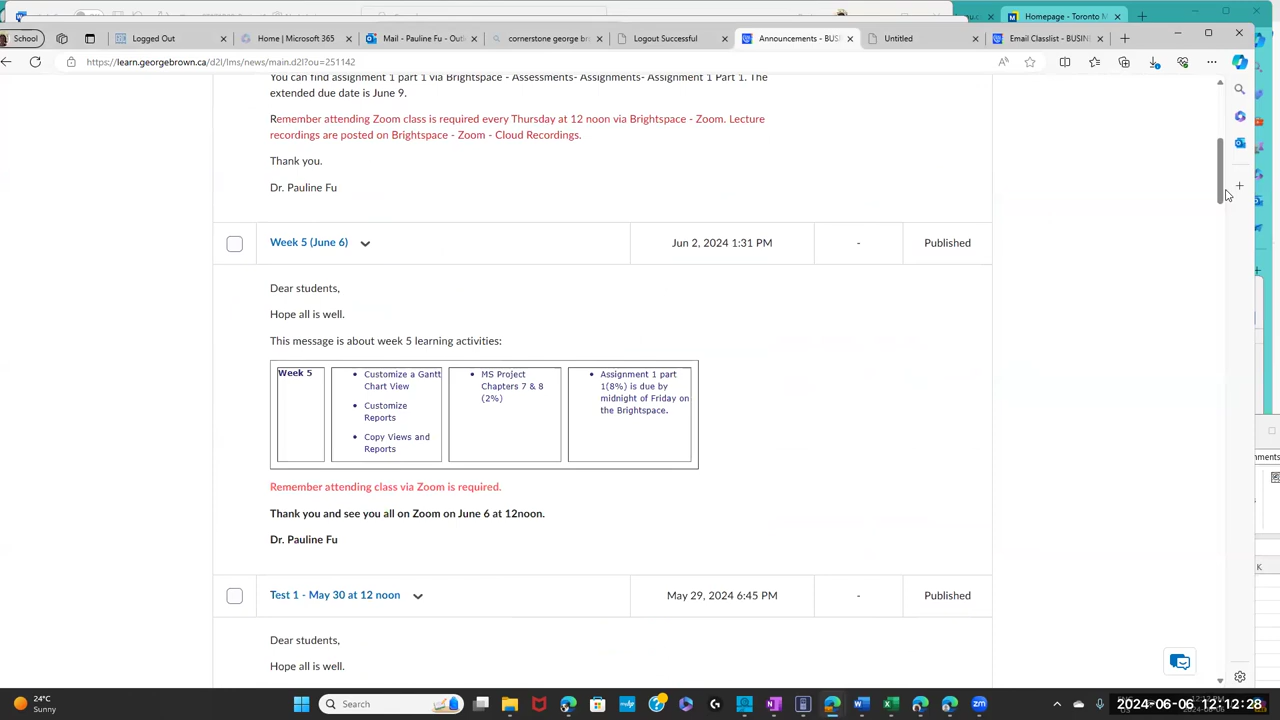 School
Logged Out
Home | Microsoft 365
Mail - Pauline Fu - Outl
cornerstone george br
Logout Successful
Announcements - BUSI
Untitled
Email Classlist - BUSINE
Homepage - Toronto M
https://learn.georgebrown.ca/d2l/lms/news/main.d2l?ou=251142
You can find assignment 1 part 1 via Brightspace - Assessments- Assignments- Assignment 1 Part 1. The
extended due date is June 9.
Remember attending Zoom class is required every Thursday at 12 noon via Brightspace - Zoom. Lecture
recordings are posted on Brightspace - Zoom - Cloud Recordings.
Thank you.
Dr. Pauline Fu
Week 5 (June 6)
Jun 2, 2024 1:31 PM
-
Published
Dear students,
Hope all is well.
This message is about week 5 learning activities:
Week 5
• Customize a Gantt
Chart View
• Customize
Reports
• Copy Views and
Reports
• MS Project
Chapters 7 & 8
(2%)
• Assignment 1 part
1(8%) is due by
midnight of Friday on
the Brightspace.
Remember attending class via Zoom is required.
Thank you and see you all on Zoom on June 6 at 12noon.
Dr. Pauline Fu
Test 1 - May 30 at 12 noon
May 29, 2024 6:45 PM
-
Published
Dear students,
Hope all is well.
mments
K
24°C
Sunny
Search
2024-06-06 12:12:28